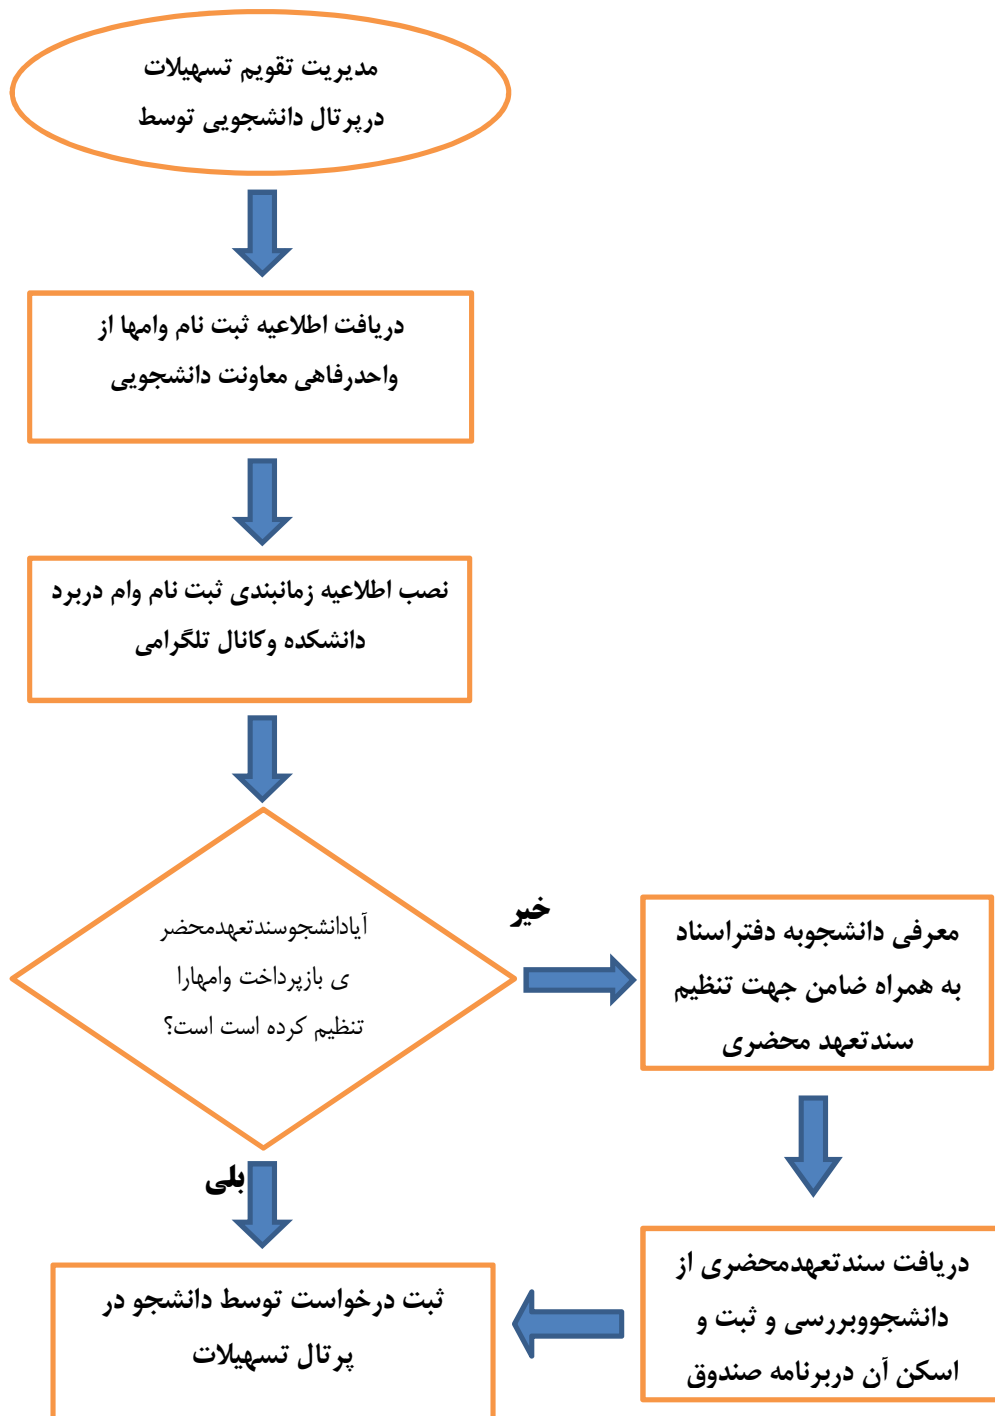 مدیریت تقویم تسهیلات
درپرتال دانشجویی توسط
دریافت اطلاعیه ثبت نام وامها از
واحدرفاهی معاونت دانشجویی
نصب اطلاعیه زمانبندی ثبت نام وام دربرد
دانشکده وکانال تلگرامی
آیادانشجوسندتعهدمحضر
ی بازپرداخت وامهارا
تنظیم کرده است است؟
خیر
معرفی دانشجوبه دفتراسناد
به همراه ضامن جهت تنظیم
سندتعهد محضری
بلی
دریافت سندتعهدمحضری از
دانشجووبررسی و ثبت و
اسکن آن دربرنامه صندوق
ثبت درخواست توسط دانشجو در
پرتال تسهیلات